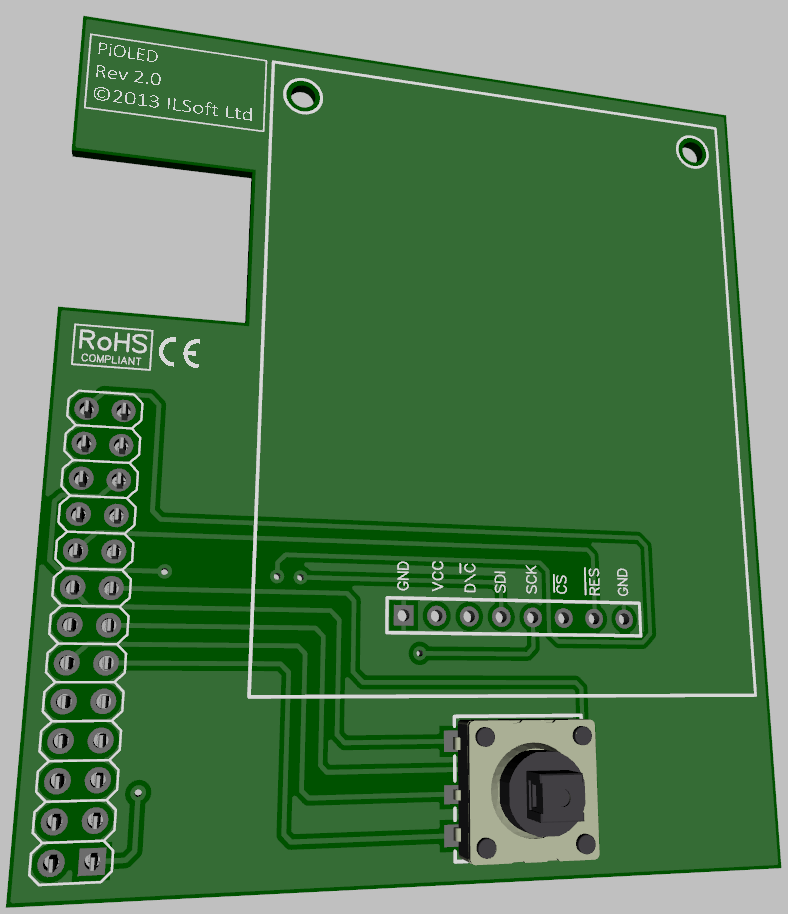 PiOLED
Rev 2.0
©2013 ILSoft Ltd
RoHS CE
COMPLIANT
GND VCC D\C SDI SCK CS RES GND